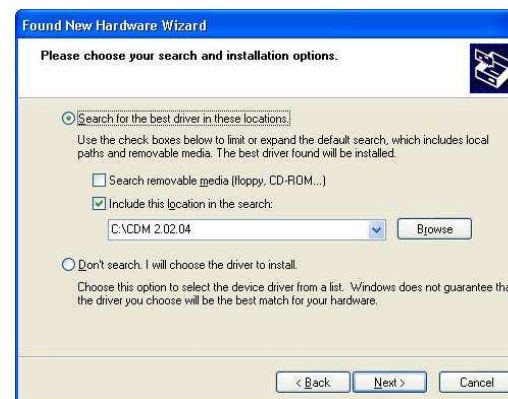 Found New Hardware Wizard
Please choose your search and installation options.
Search for the best driver in these locations.
Use the check boxes below to limit or expand the default search, which includes local
paths and removable media. The best driver found will be installed.
Search removable media (floppy, CD-ROM...)
Include this location in the search:
C:\CDM 2.02.04
Browse
Don't search. I will choose the driver to install.
Choose this option to select the device driver from a list. Windows does not guarantee tha
the driver you choose will be the best match for your hardware.
< Back Next > Cancel